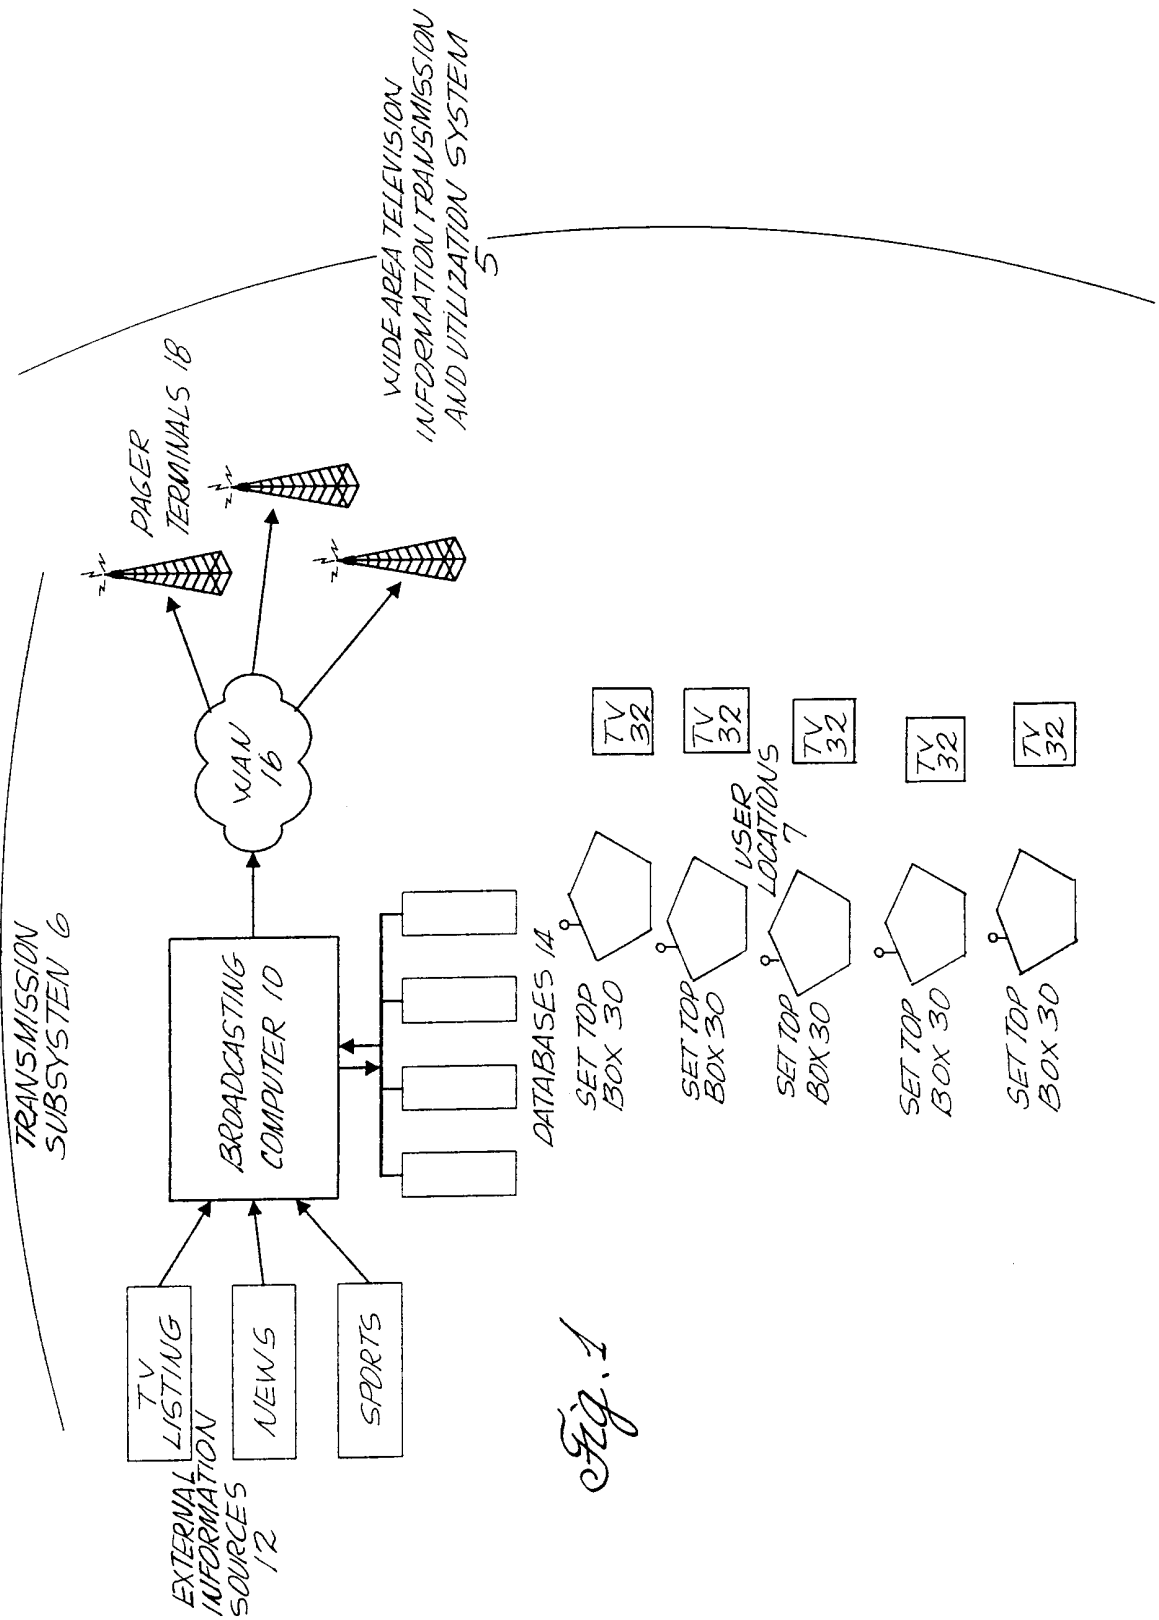 TRANSMISSION
SUBSYSTEM 6
PAGER
TERMINALS 18
WIDE AREA TELEVISION
INFORMATION TRANSMISSION
AND UTILIZATION SYSTEM
5
EXTERNAL
INFORMATION
SOURCES
12
TV
LISTING
NEWS
SPORTS
BROADCASTING
COMPUTER 10
WAN
16
DATABASES 14
SET TOP
BOX 30
TV
32
SET TOP
BOX 30
TV
32
USER
LOCATIONS
7
SET TOP
BOX 30
TV
32
SET TOP
BOX 30
TV
32
SET TOP
BOX 30
TV
32
Fig. 1